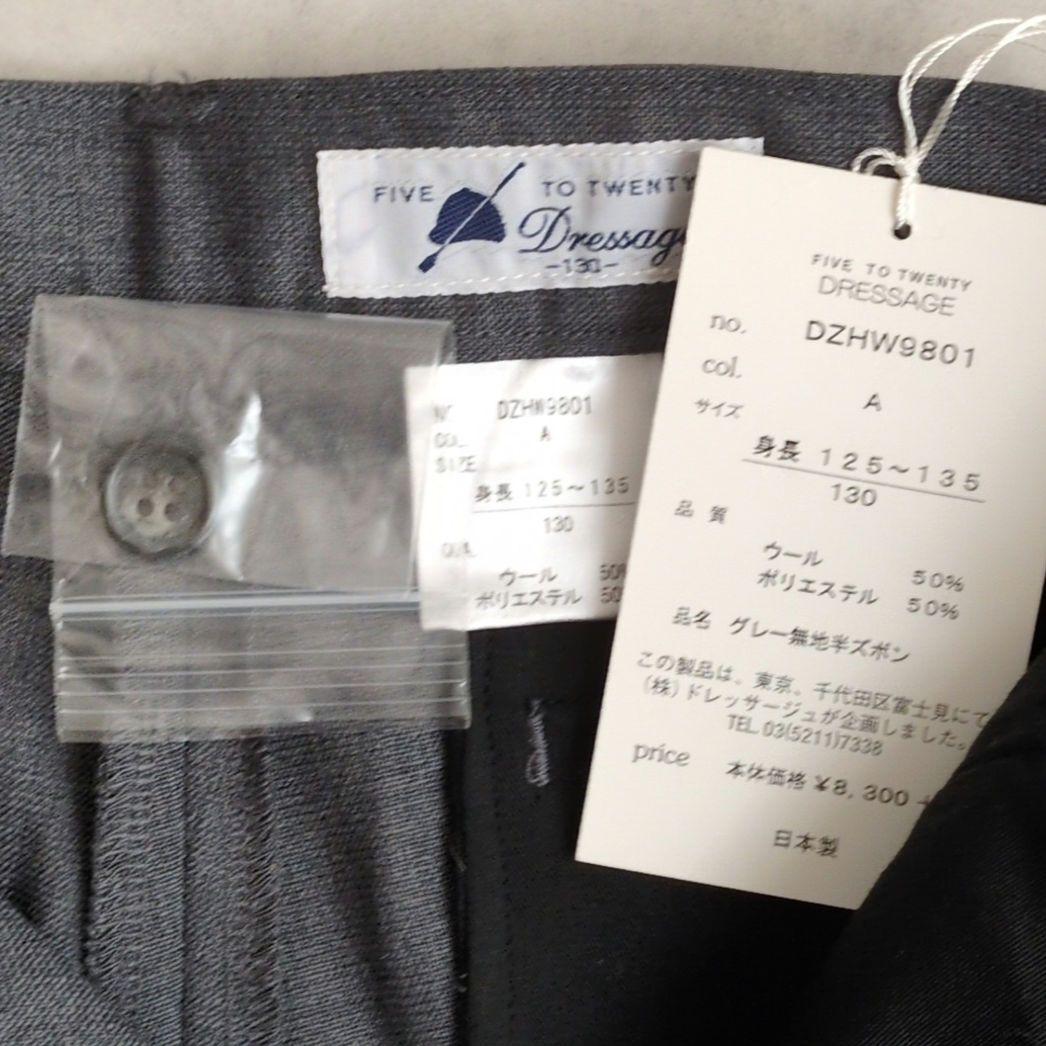 FIVE TO TWENTY
Dressage
-130-
FIVE TO TWENTY
DRESSAGE
no. DZHW9801
col. A
サイズ
身長 125～135
130
品質
ウール 50%
ポリエステル 50%
品名 グレー無地半ズボン
この製品は、東京、千代田区富士見にて
(株)ドレッサージュが企画しました。
TEL 03(5211)7338
price 本体価格 ¥8,300 +
日本製
DZHW9801
COL A
SIZE
身長 125～135
130
ウール 50%
ポリエステル 50